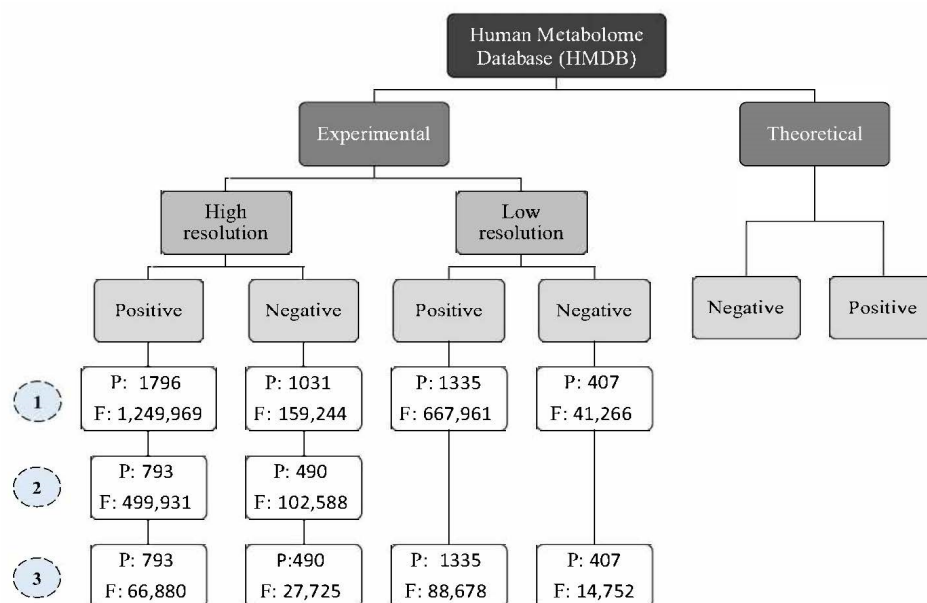 Human Metabolome
Database (HMDB)
Experimental
Theoretical
High
resolution
Low
resolution
Positive
Negative
Positive
Negative
Negative
Positive
1
P: 1796
F: 1,249,969
P: 1031
F: 159,244
P: 1335
F: 667,961
P: 407
F: 41,266
2
P: 793
F: 499,931
P: 490
F: 102,588
3
P: 793
F: 66,880
P:490
F: 27,725
P: 1335
F: 88,678
P: 407
F: 14,752